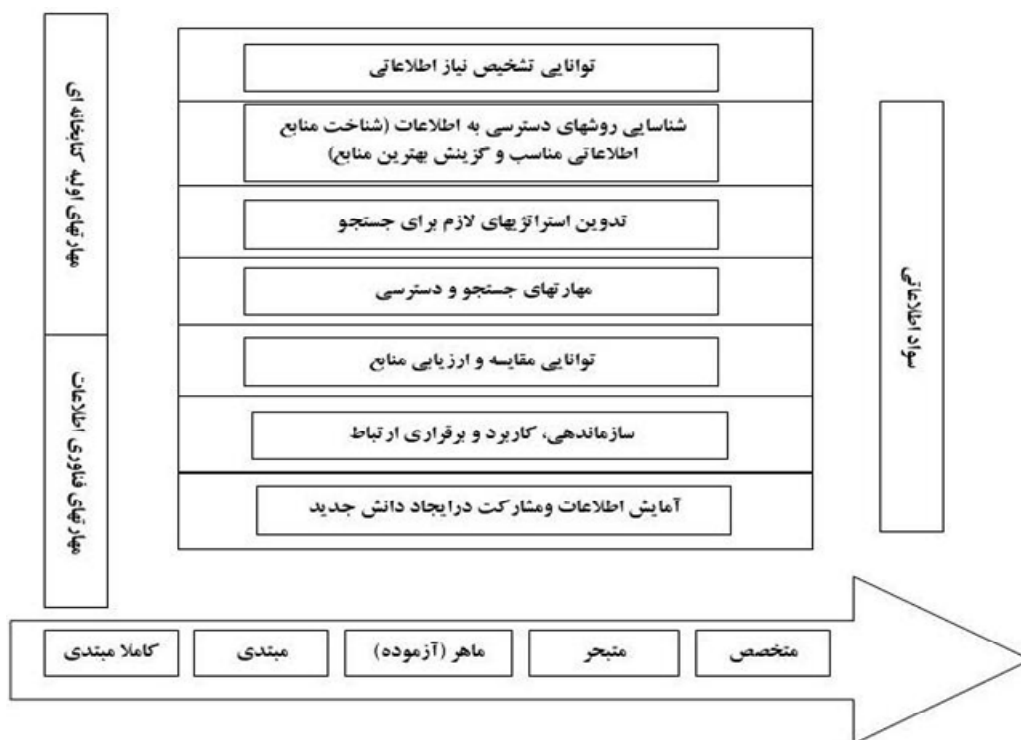 توانایی تشخیص نیاز اطلاعاتی
شناسایی روشهای دسترسی به اطلاعات (شناخت منابع
اطلاعاتی مناسب و گزینش بهترین منابع)
تدوین استراتژیهای لازم برای جستجو
مهارتهای جستجو و دسترسی
توانایی مقایسه و ارزیابی منابع
سازماندهی، کاربرد و برقراری ارتباط
آمایش اطلاعات ومشارکت درایجاد دانش جدید
سواد اطلاعاتی
مهارتهای اولیه کتابخانه ای
مهارتهای فناوری اطلاعات
کاملا مبتدی
مبتدی
ماهر (آزموده)
متبحر
متخصص